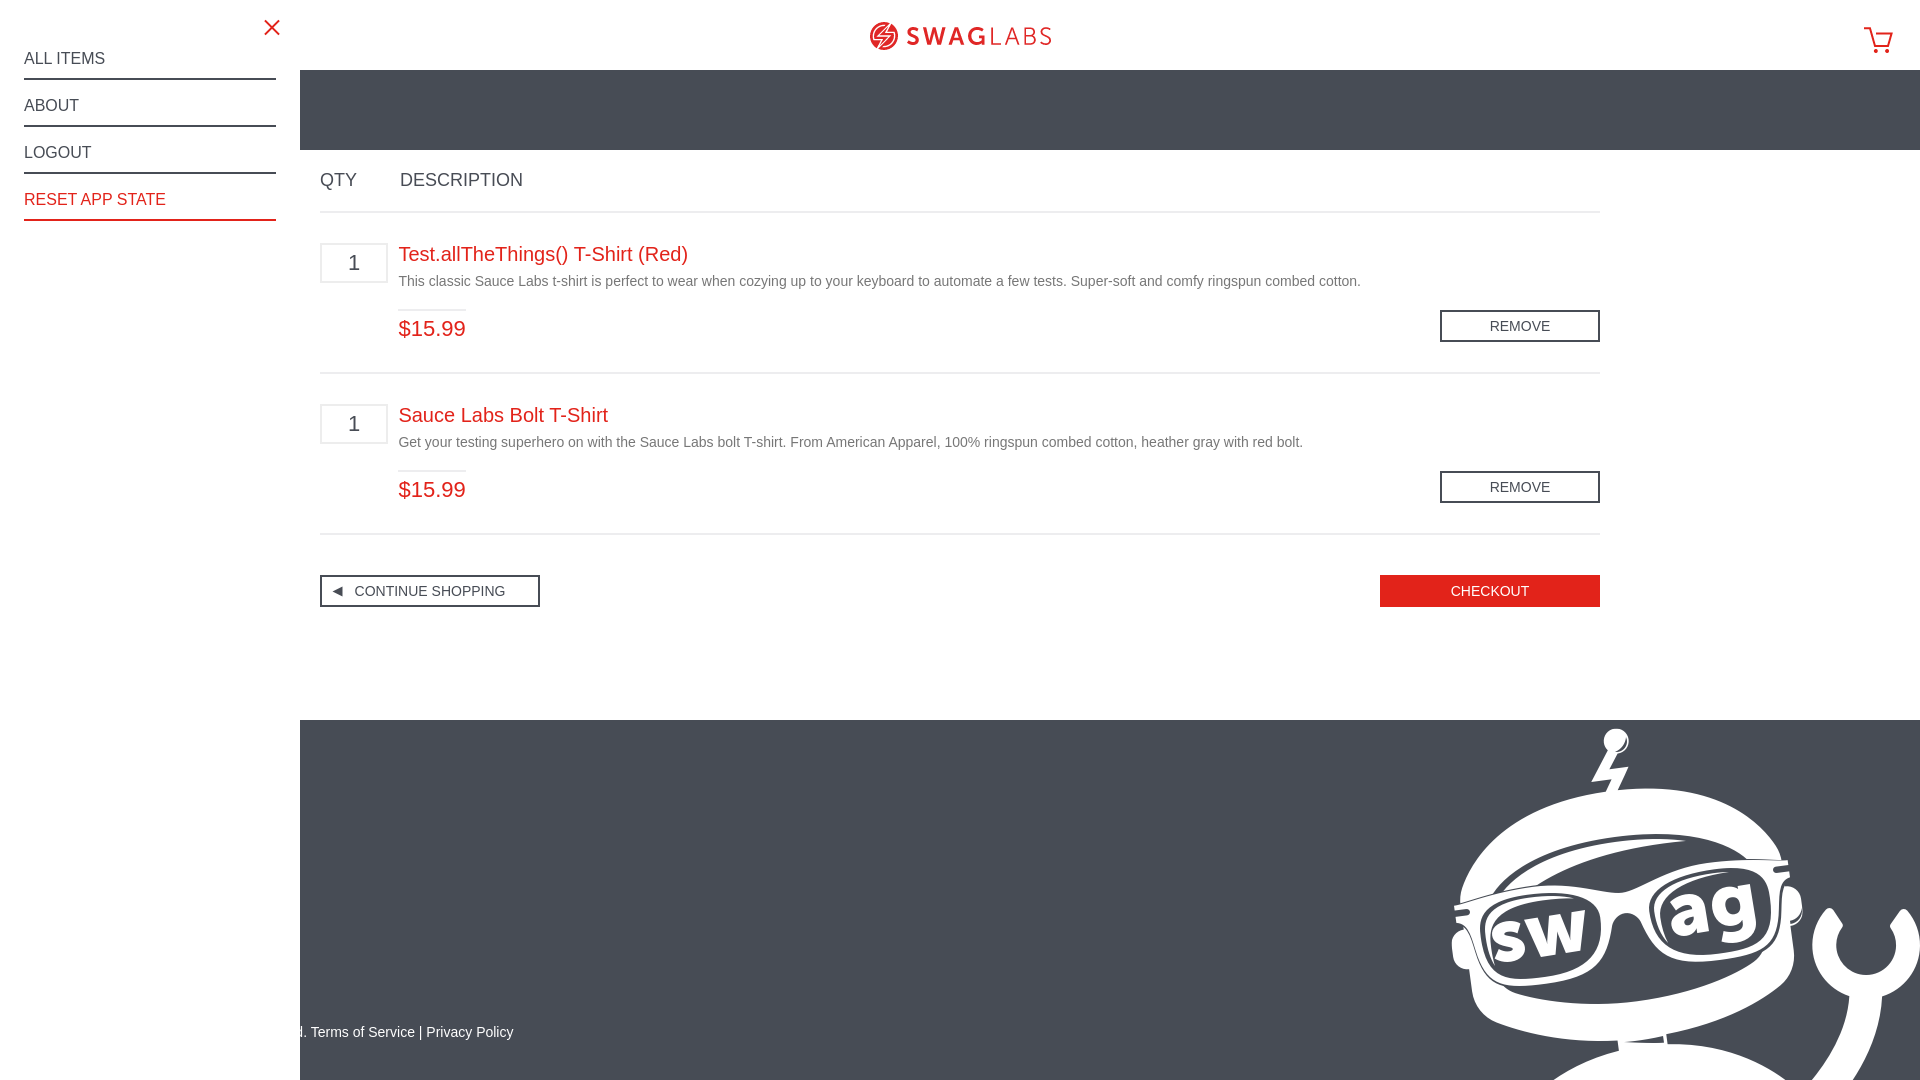 ALL ITEMS
ABOUT
LOGOUT
RESET APP STATE
SWAGLABS
QTY DESCRIPTION
1
Test.allTheThings() T-Shirt (Red)
This classic Sauce Labs t-shirt is perfect to wear when cozying up to your keyboard to automate a few tests. Super-soft and comfy ringspun combed cotton.
$15.99
REMOVE
1
Sauce Labs Bolt T-Shirt
Get your testing superhero on with the Sauce Labs bolt T-shirt. From American Apparel, 100% ringspun combed cotton, heather gray with red bolt.
$15.99
REMOVE
CONTINUE SHOPPING
CHECKOUT
sw ag
d. Terms of Service | Privacy Policy